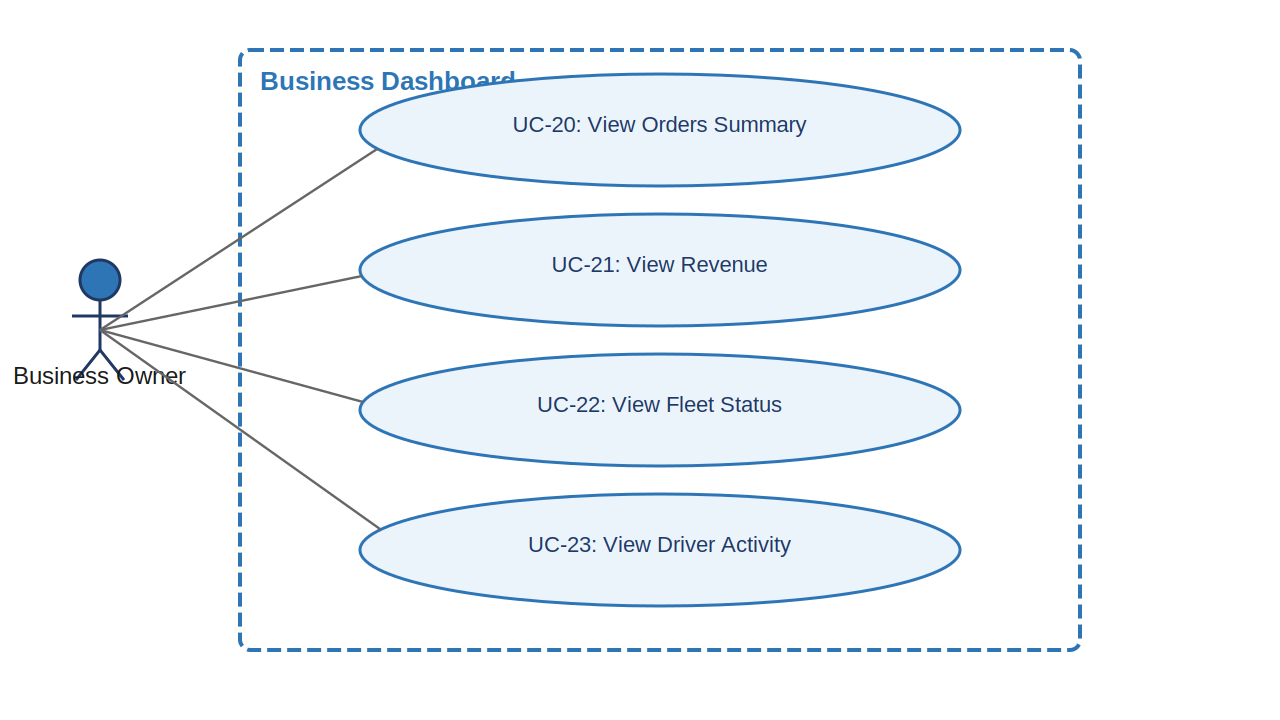 Business Dashboard
UC-20: View Orders Summary
UC-21: View Revenue
Business Owner
UC-22: View Fleet Status
UC-23: View Driver Activity